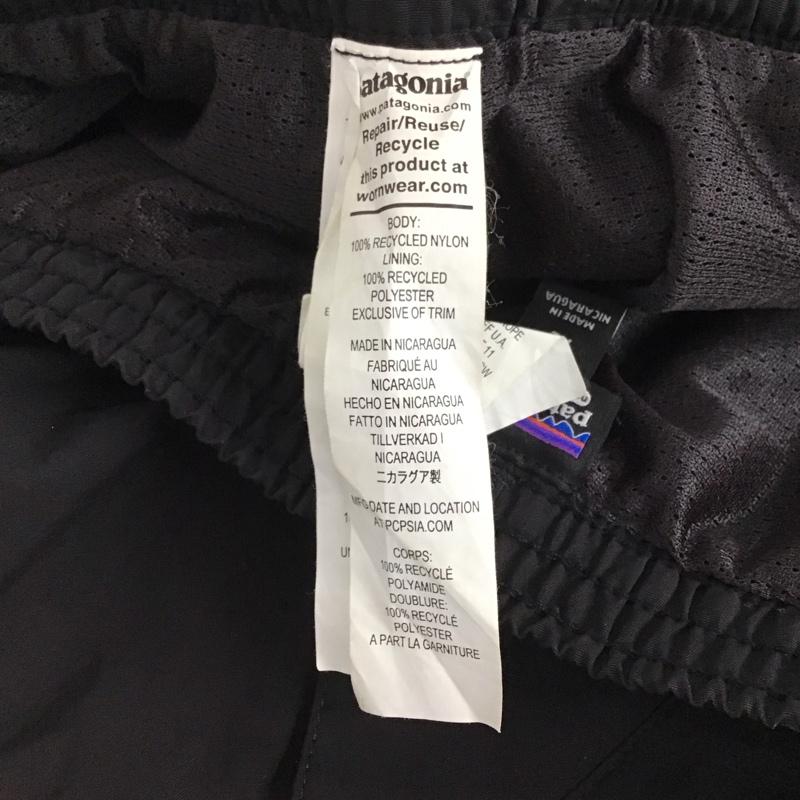 patagonia
www.patagonia.com
Repair/Reuse/
Recycle
this product at
wornwear.com
BODY:
100% RECYCLED NYLON
LINING:
100% RECYCLED
POLYESTER
EXCLUSIVE OF TRIM
MADE IN NICARAGUA
FABRIQUÉ AU
NICARAGUA
HECHO EN NICARAGUA
FATTO IN NICARAGUA
TILLVERKAD I
NICARAGUA
ニカラグア製
MFG DATE AND LOCATION
AT PCPSIA.COM
CORPS:
100% RECYCLÉ
POLYAMIDE
DOUBLURE:
100% RECYCLÉ
POLYESTER
A PART LA GARNITURE
MADE IN
NICARAGUA